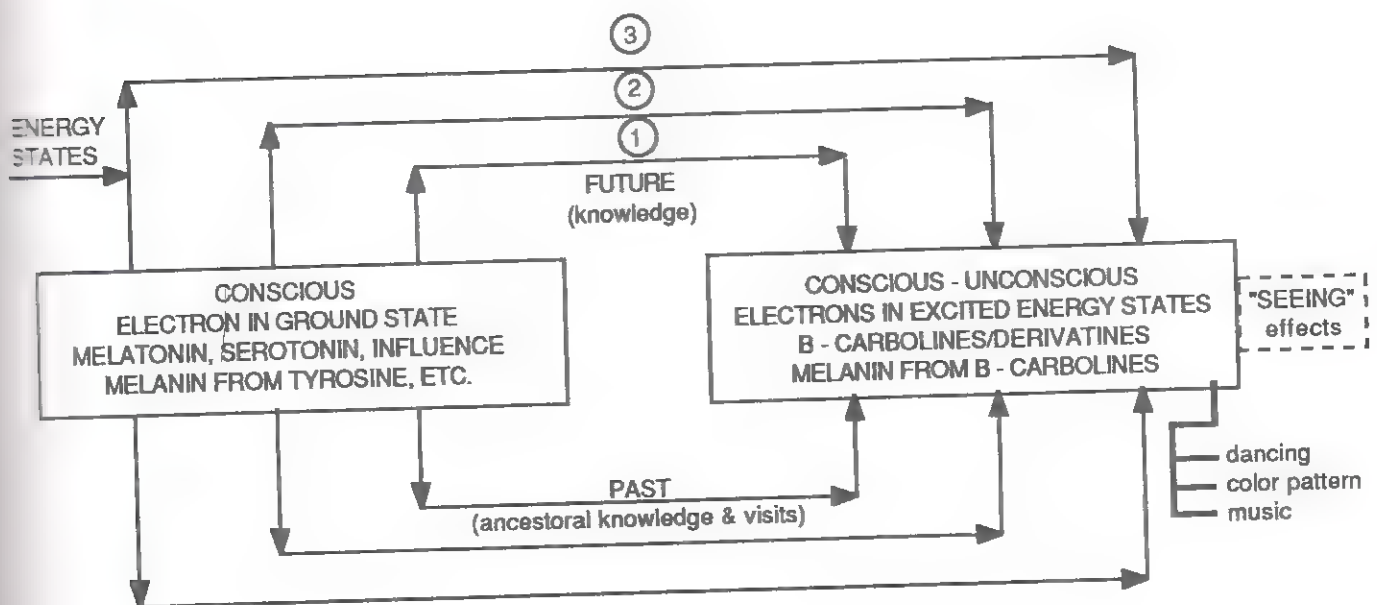 3
2
ENERGY
STATES
1
FUTURE
(knowledge)
CONSCIOUS
ELECTRON IN GROUND STATE
MELATONIN, SEROTONIN, INFLUENCE
MELANIN FROM TYROSINE, ETC.
CONSCIOUS - UNCONSCIOUS
ELECTRONS IN EXCITED ENERGY STATES
B - CARBOLINES/DERIVATINES
MELANIN FROM B - CARBOLINES
"SEEING"
effects
dancing
color pattern
music
PAST
(ancestoral knowledge & visits)